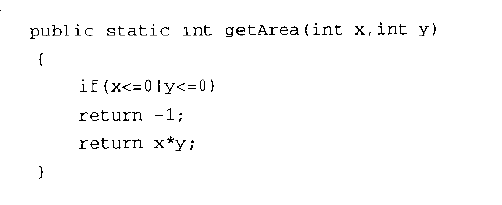 public static int getArea(int x,int y)
{
if(x<=0|y<=0)
return -1;
return x*y;
}